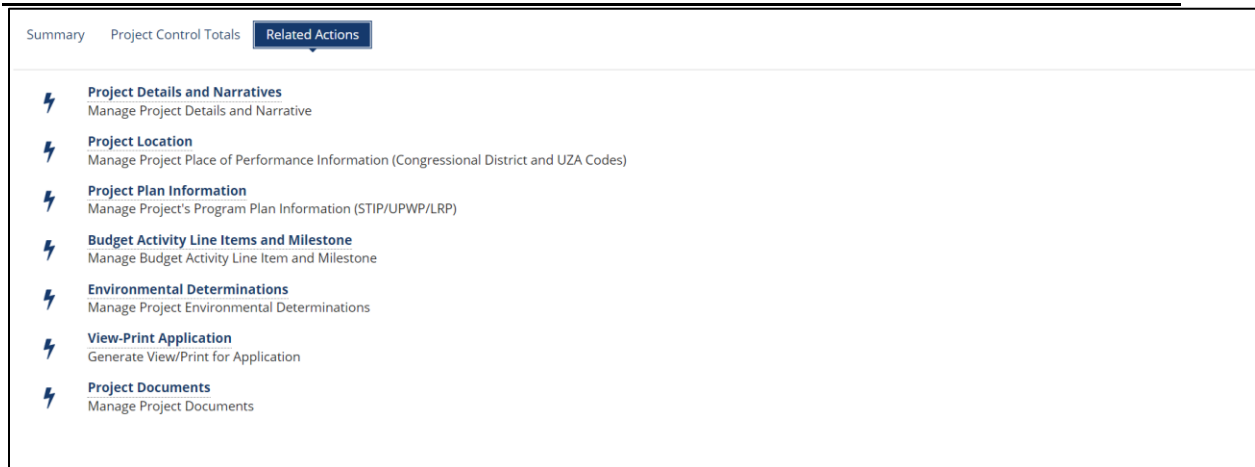 Summary Project Control Totals Related Actions
Project Details and Narratives
Manage Project Details and Narrative
Project Location
Manage Project Place of Performance Information (Congressional District and UZA Codes)
Project Plan Information
Manage Project's Program Plan Information (STIP/UPWP/LRP)
Budget Activity Line Items and Milestone
Manage Budget Activity Line Item and Milestone
Environmental Determinations
Manage Project Environmental Determinations
View-Print Application
Generate View/Print for Application
Project Documents
Manage Project Documents